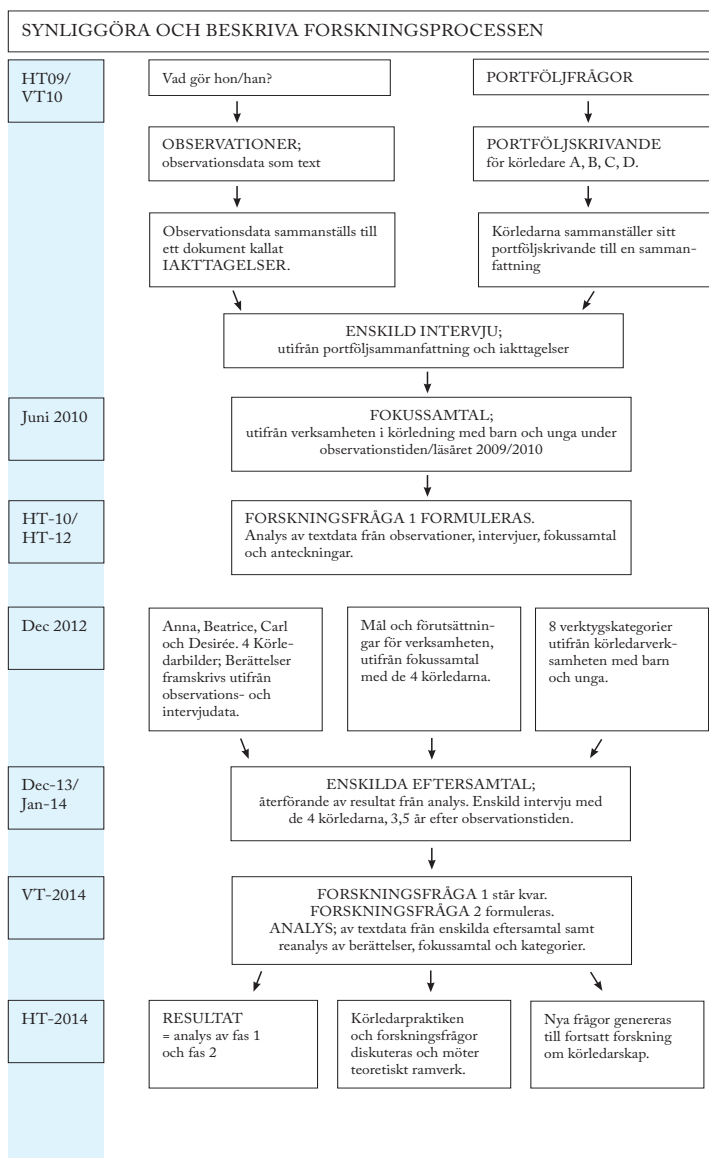 SYNLIGGÖRA OCH BESKRIVA FORSKNINGSPROCESSEN
HT09/
VT10
Vad gör hon/han?
PORTFÖLJFRÅGOR
OBSERVATIONER;
observationsdata som text
PORTFÖLJSKRIVANDE
för körledare A, B, C, D.
Observationsdata sammanställs till
ett dokument kallat
IAKTTAGELSER.
Körledarna sammanställer sitt
portföljskrivande till en samman-
fattning
ENSKILD INTERVJU;
utifrån portföljsammanfattning och iakttagelser
Juni 2010
FOKUSSAMTAL;
utifrån verksamheten i körledning med barn och unga under
observationstiden/läsåret 2009/2010
HT-10/
HT-12
FORSKNINGSFRÅGA 1 FORMULERAS.
Analys av textdata från observationer, intervjuer, fokussamtal
och anteckningar.
Dec 2012
Anna, Beatrice, Carl
och Desirée. 4 Körle-
darbilder; Berättelser
framskrivs utifrån
observations- och
intervjudata.
Mål och förutsättnin-
gar för verksamheten,
utifrån fokussamtal
med de 4 körledarna.
8 verktygskategorier
utifrån körledarverk-
samheten med barn
och unga.
Dec-13/
Jan-14
ENSKILDA EFTERSAMTAL;
återförande av resultat från analys. Enskild intervju med
de 4 körledarna, 3,5 år efter observationstiden.
VT-2014
FORSKNINGSFRÅGA 1 står kvar.
FORSKNINGSFRÅGA 2 formuleras.
ANALYS; av textdata från enskilda eftersamtal samt
reanalys av berättelser, fokussamtal och kategorier.
HT-2014
RESULTAT
= analys av fas 1
och fas 2
Körledarpraktiken
och forskningsfrågor
diskuteras och möter
teoretiskt ramverk.
Nya frågor genereras
till fortsatt forskning
om körledarskap.